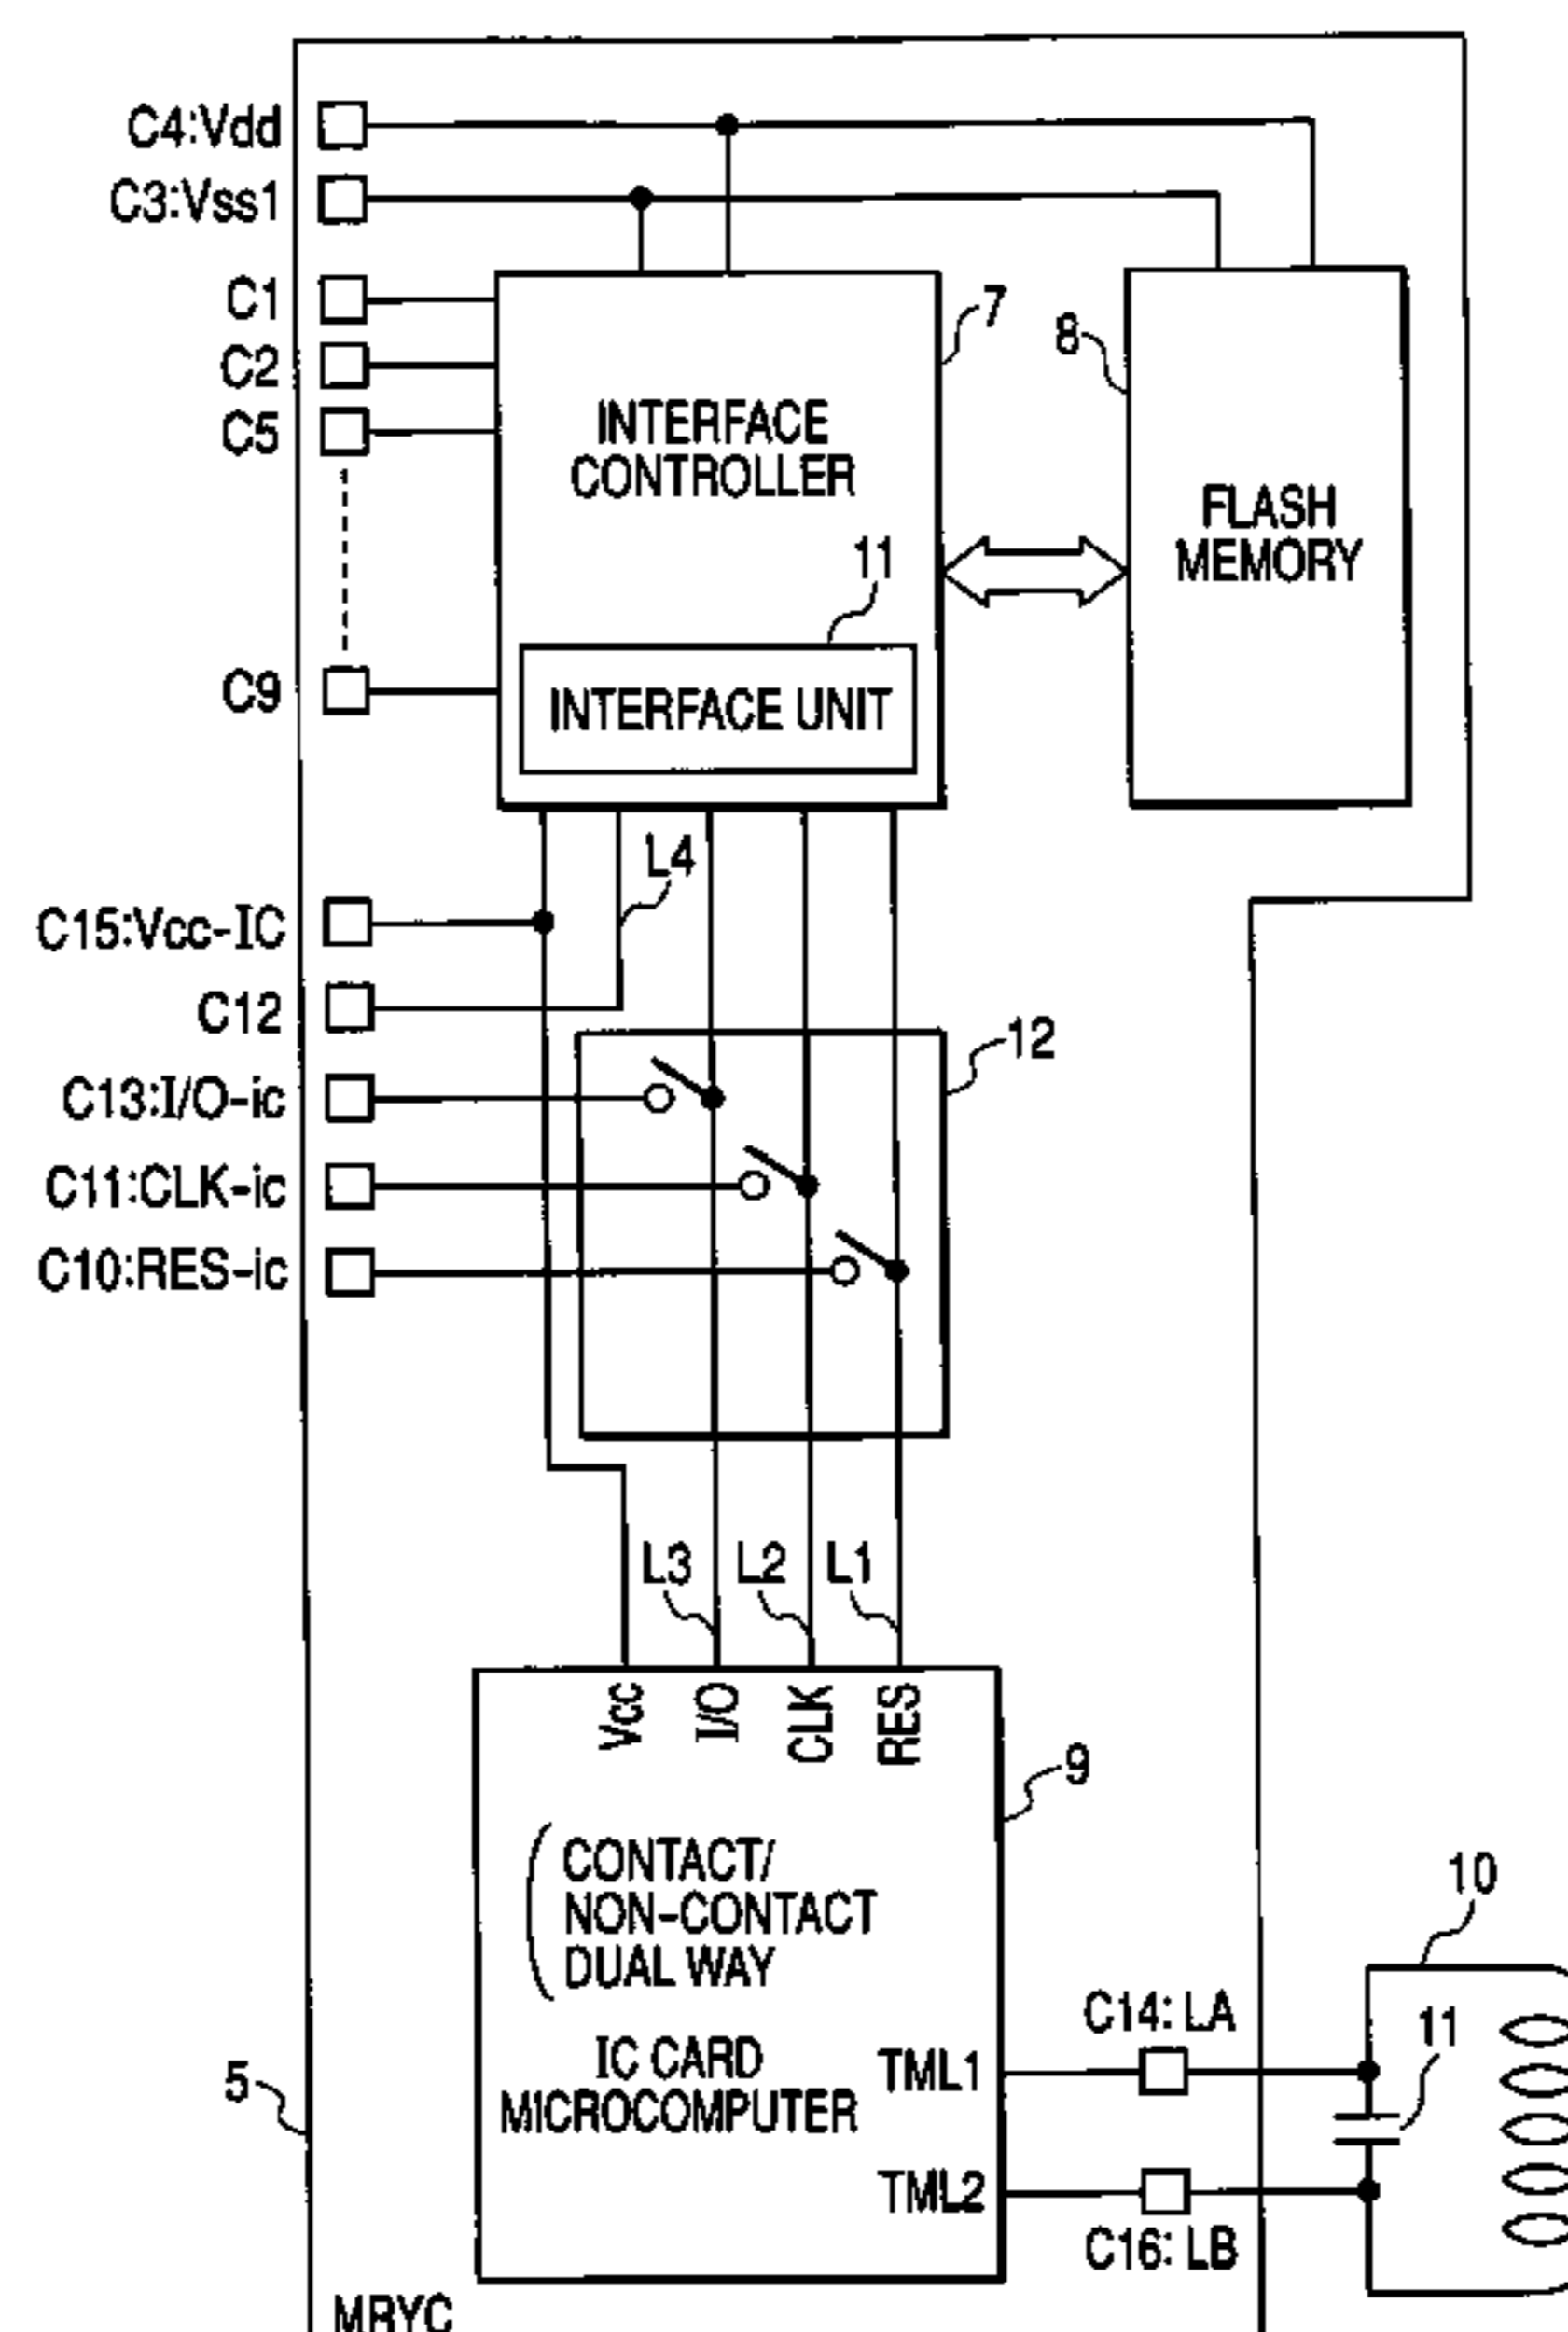 C4:Vdd
C3:Vss1
C1
C2
C5
C9
7
8
INTERFACE
CONTROLLER
FLASH
MEMORY
11
INTERFACE UNIT
L4
C15:Vcc-IC
C12
12
C13:I/O-ic
C11:CLK-ic
C10:RES-ic
L3
L2
L1
Vcc
I/O
CLK
RES
9
CONTACT/
NON-CONTACT
DUAL WAY
IC CARD
MICROCOMPUTER
TML1
TML2
C14: LA
C16: LB
10
11
5
MRYC